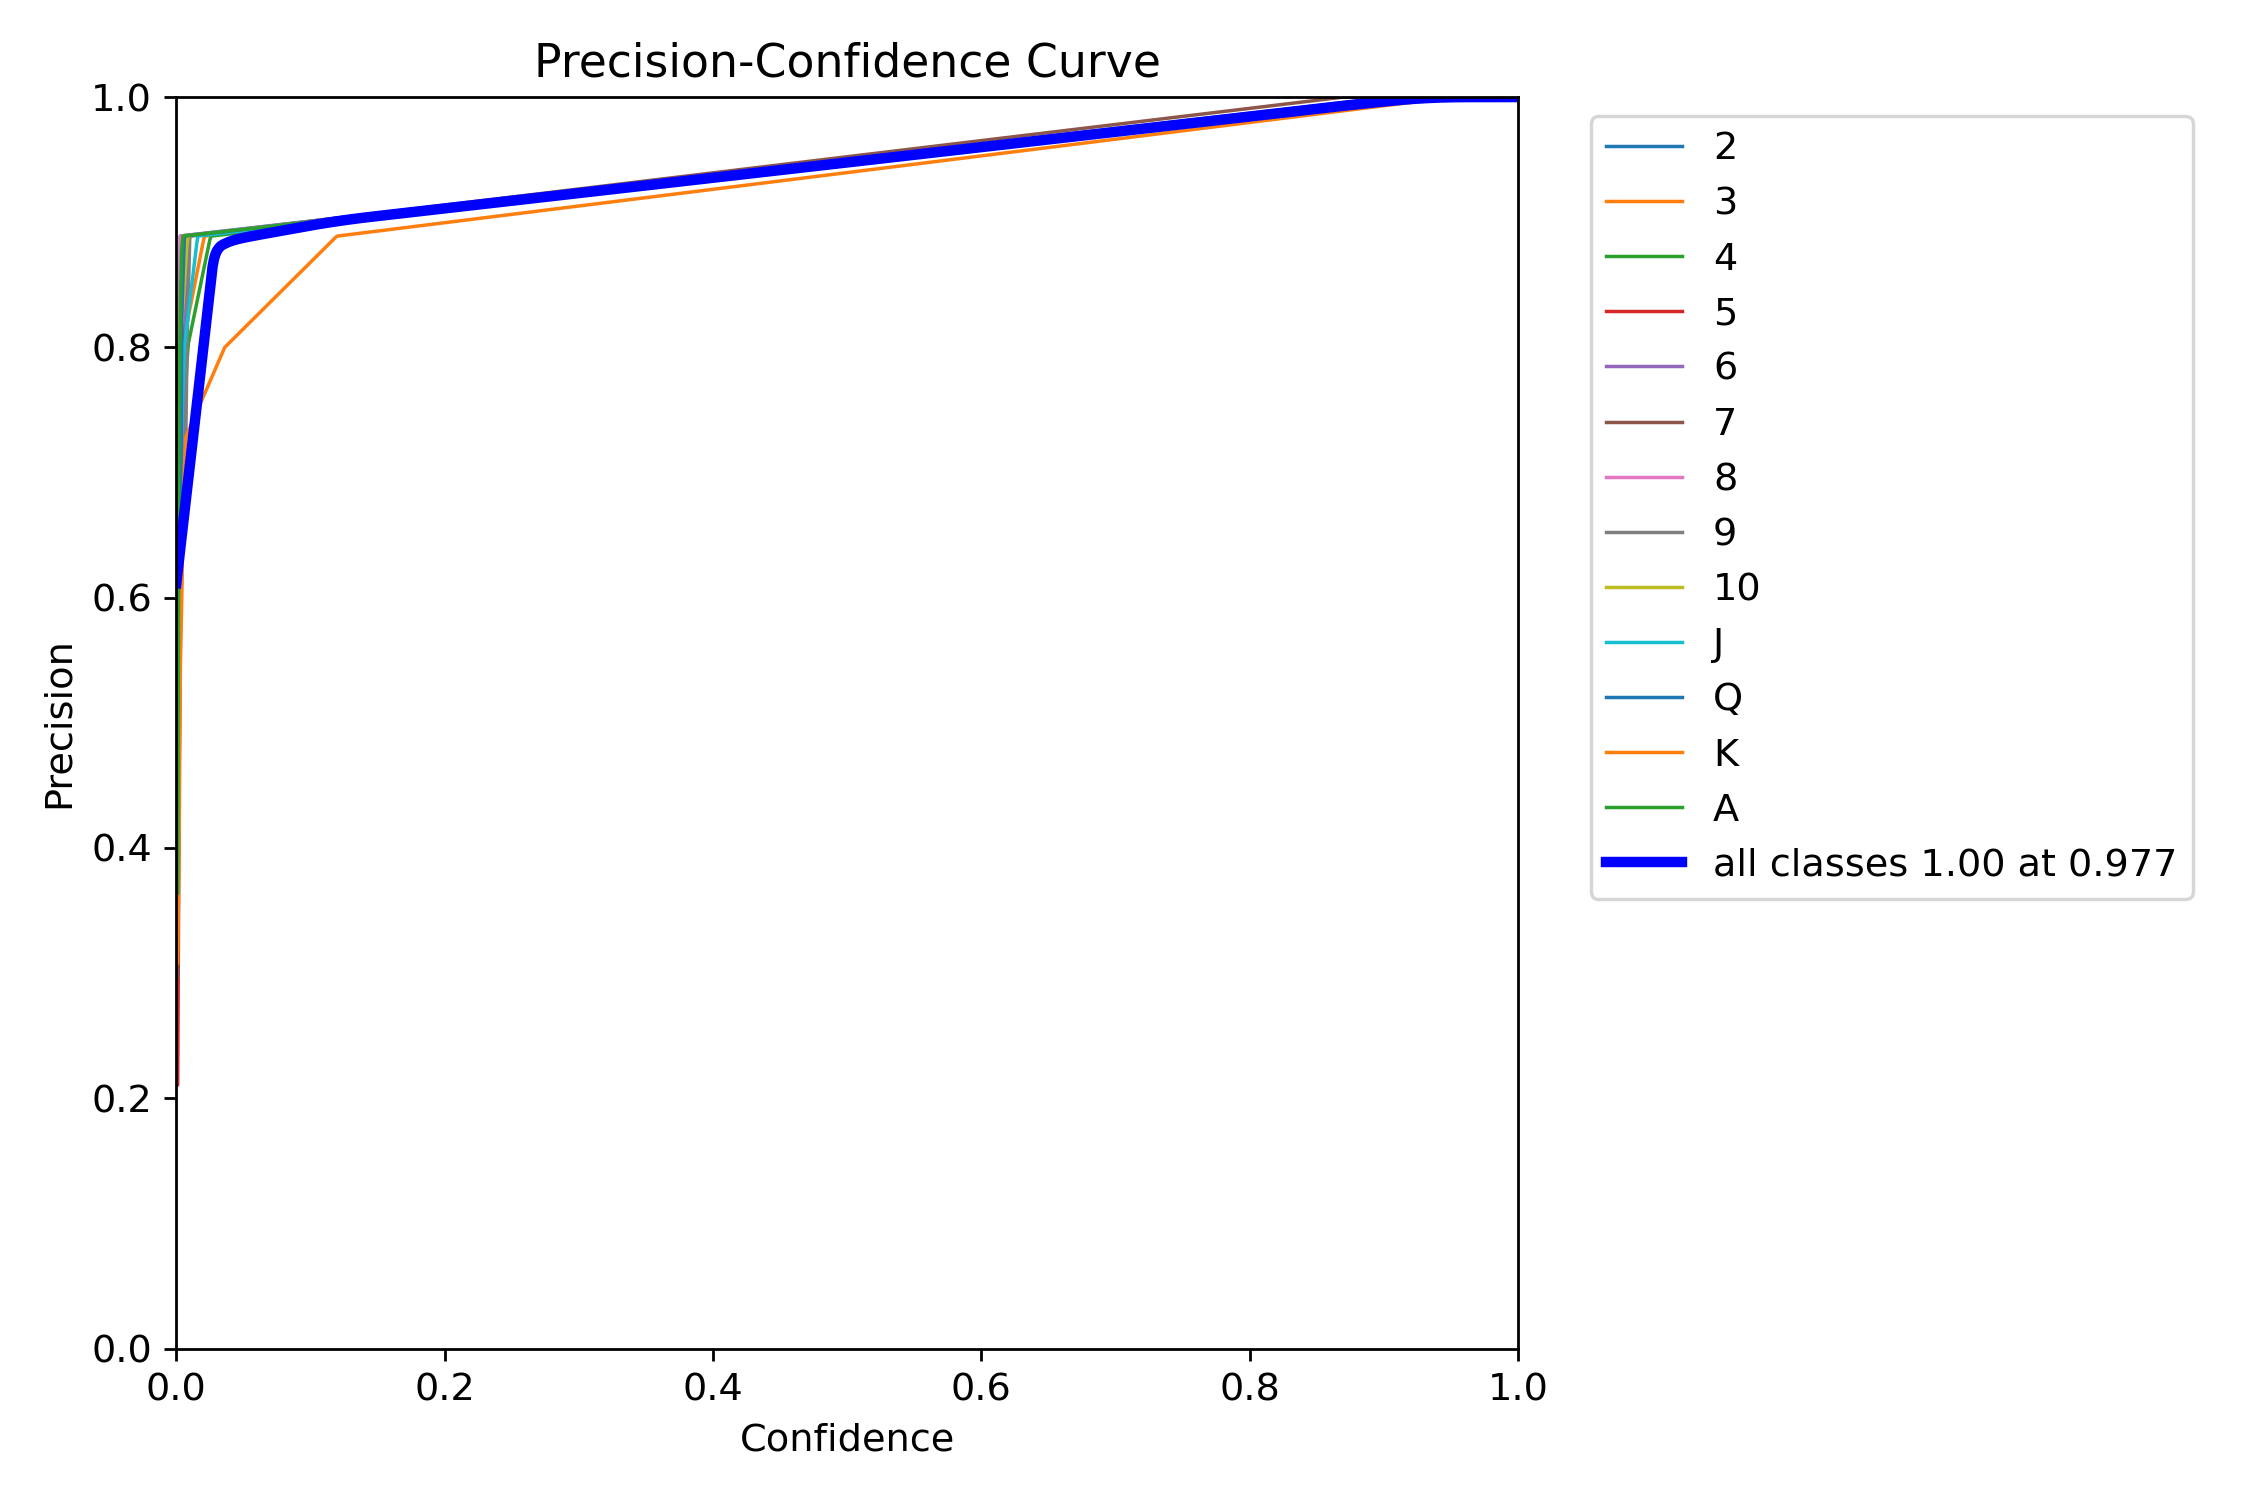 Precision-Confidence Curve
1.0
0.8
0.6
0.4
0.2
0.0
Precision
0.0 0.2 0.4 0.6 0.8 1.0
Confidence
2
3
4
5
6
7
8
9
10
J
Q
K
A
all classes 1.00 at 0.977